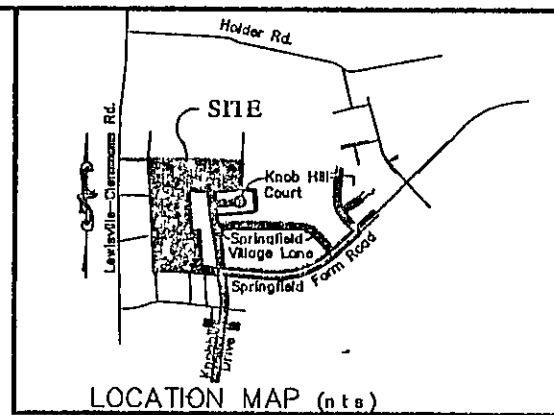 Holder Rd.
SITE
Lewisville-Clemmons Rd.
Knob Hill
Court
Springfield
Village Lane
Springfield Farm Road
Knobhill Drive
LOCATION MAP (nts)